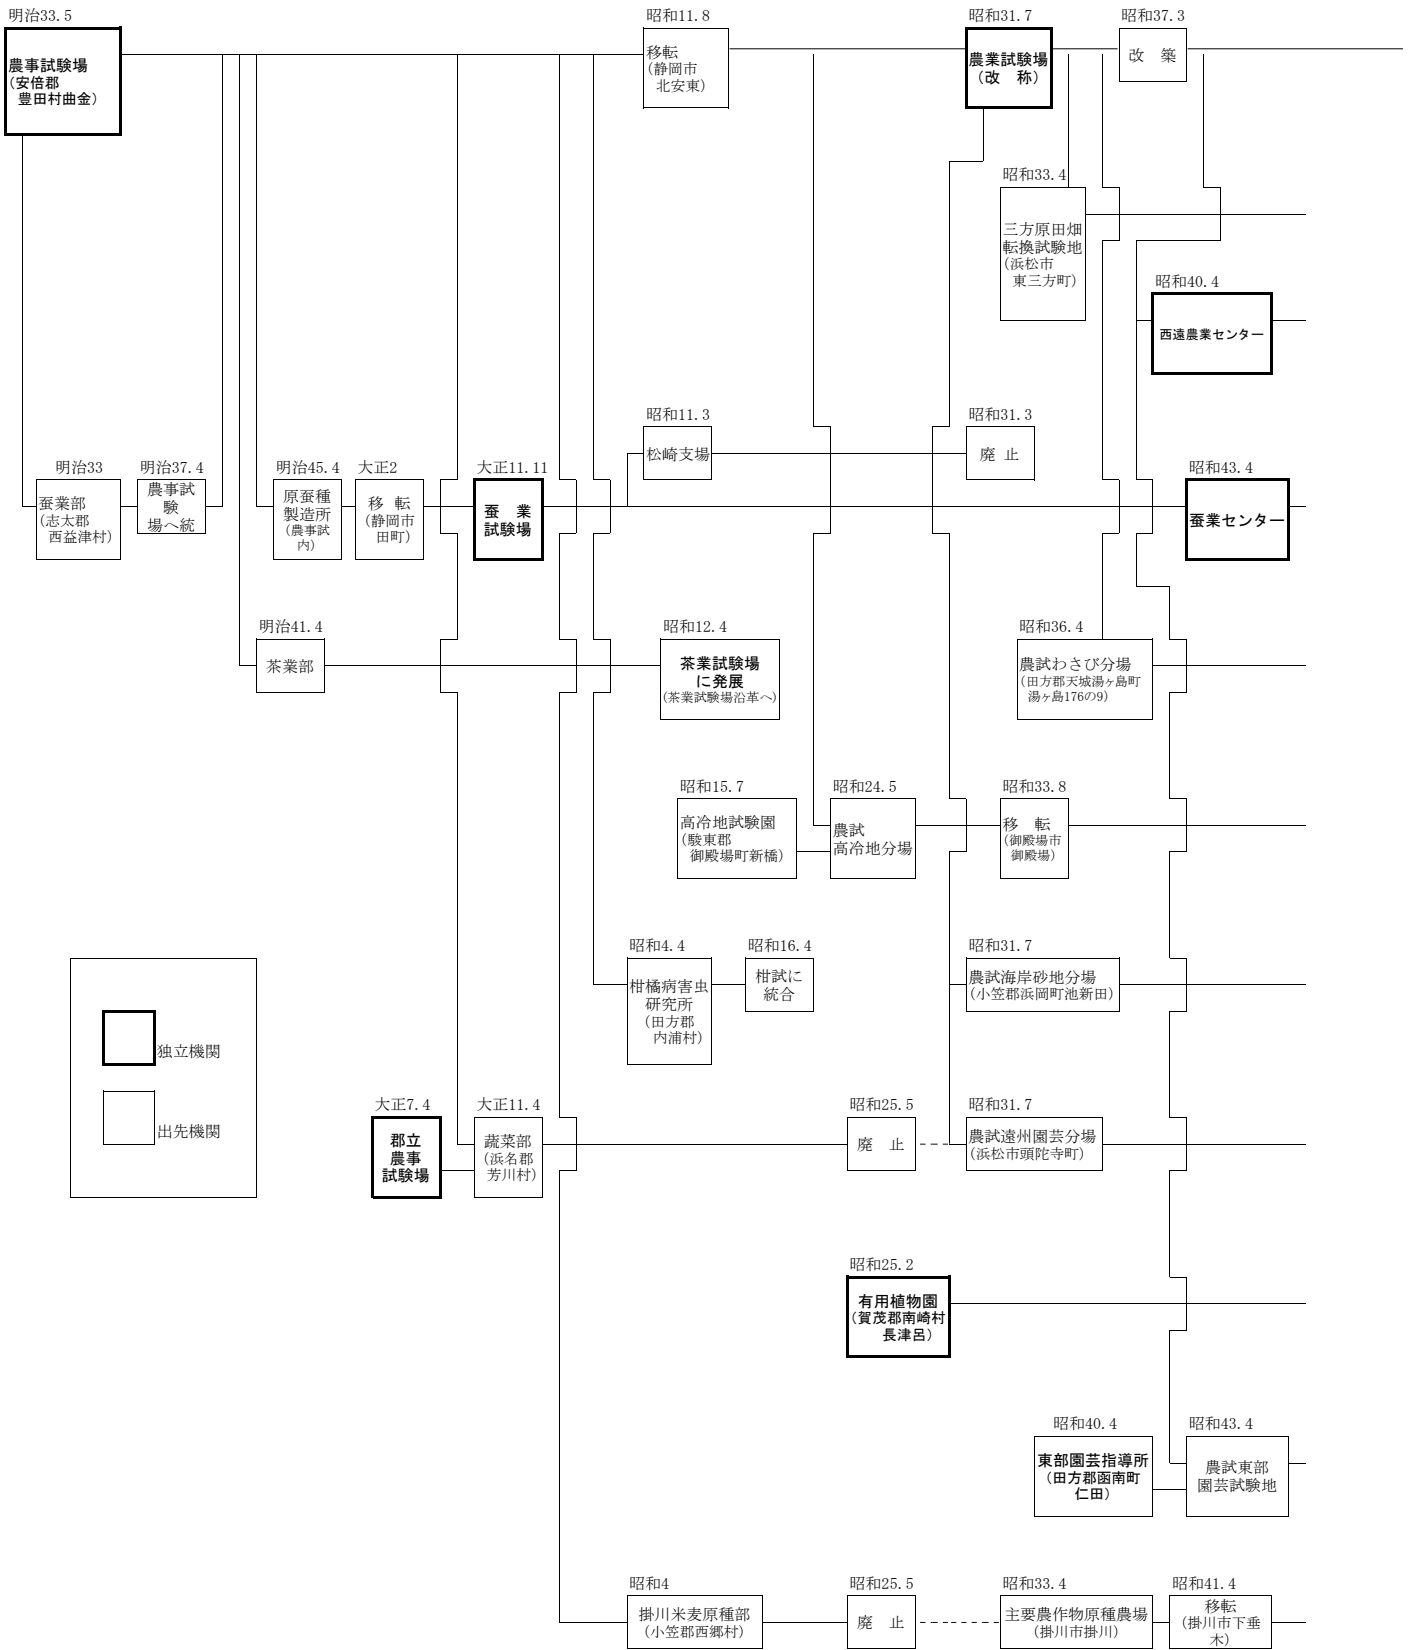 明治33.5
農事試験場
(安倍郡
豊田村曲金)
昭和11.8
移転
(静岡市
北安東)
昭和31.7
農業試験場
(改　称)
昭和37.3
改　築
昭和33.4
三方原田畑
転換試験地
(浜松市
東三方町)
昭和40.4
西遠農業センター
昭和11.3
松崎支場
昭和31.3
廃 止
明治33
蚕業部
(志太郡
西益津村)
明治37.4
農事試
験
場へ統
明治45.4
原蚕種
製造所
(農事試
内)
大正2
移 転
(静岡市
田町)
大正11.11
蚕　業
試験場
昭和43.4
蚕業センター
明治41.4
茶業部
昭和12.4
茶業試験場
に発展
(茶業試験場沿革へ)
昭和36.4
農試わさび分場
(田方郡天城湯ヶ島町
湯ヶ島176の9)
昭和15.7
高冷地試験園
(駿東郡
御殿場町新橋)
昭和24.5
農試
高冷地分場
昭和33.8
移　転
(御殿場市
御殿場)
昭和4.4
柑橘病害虫
研究所
(田方郡
内浦村)
昭和16.4
柑試に
統合
昭和31.7
農試海岸砂地分場
(小笠郡浜岡町池新田)
独立機関
出先機関
大正7.4
郡立
農事
試験場
大正11.4
蔬菜部
(浜名郡
芳川村)
昭和25.5
廃　止
昭和31.7
農試遠州園芸分場
(浜松市頭陀寺町)
昭和25.2
有用植物園
(賀茂郡南崎村
長津呂)
昭和40.4
東部園芸指導所
(田方郡函南町
仁田)
昭和43.4
農試東部
園芸試験地
昭和4
掛川米麦原種部
(小笠郡西郷村)
昭和25.5
廃　止
昭和33.4
主要農作物原種農場
(掛川市掛川)
昭和41.4
移転
(掛川市下垂
木)